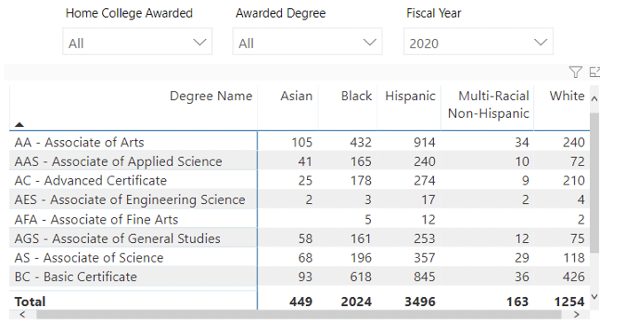 Home College Awarded Awarded Degree Fiscal Year
All All 2020
Degree Name Asian Black Hispanic Multi-Racial White
Non-Hispanic
AA - Associate of Arts 105 432 914 34 240
AAS - Associate of Applied Science 41 165 240 10 72
AC - Advanced Certificate 25 178 274 9 210
AES - Associate of Engineering Science 2 3 17 2 4
AFA - Associate of Fine Arts 5 12 2
AGS - Associate of General Studies 58 161 253 12 75
AS - Associate of Science 68 196 357 29 118
BC - Basic Certificate 93 618 845 36 426
Total 449 2024 3496 163 1254